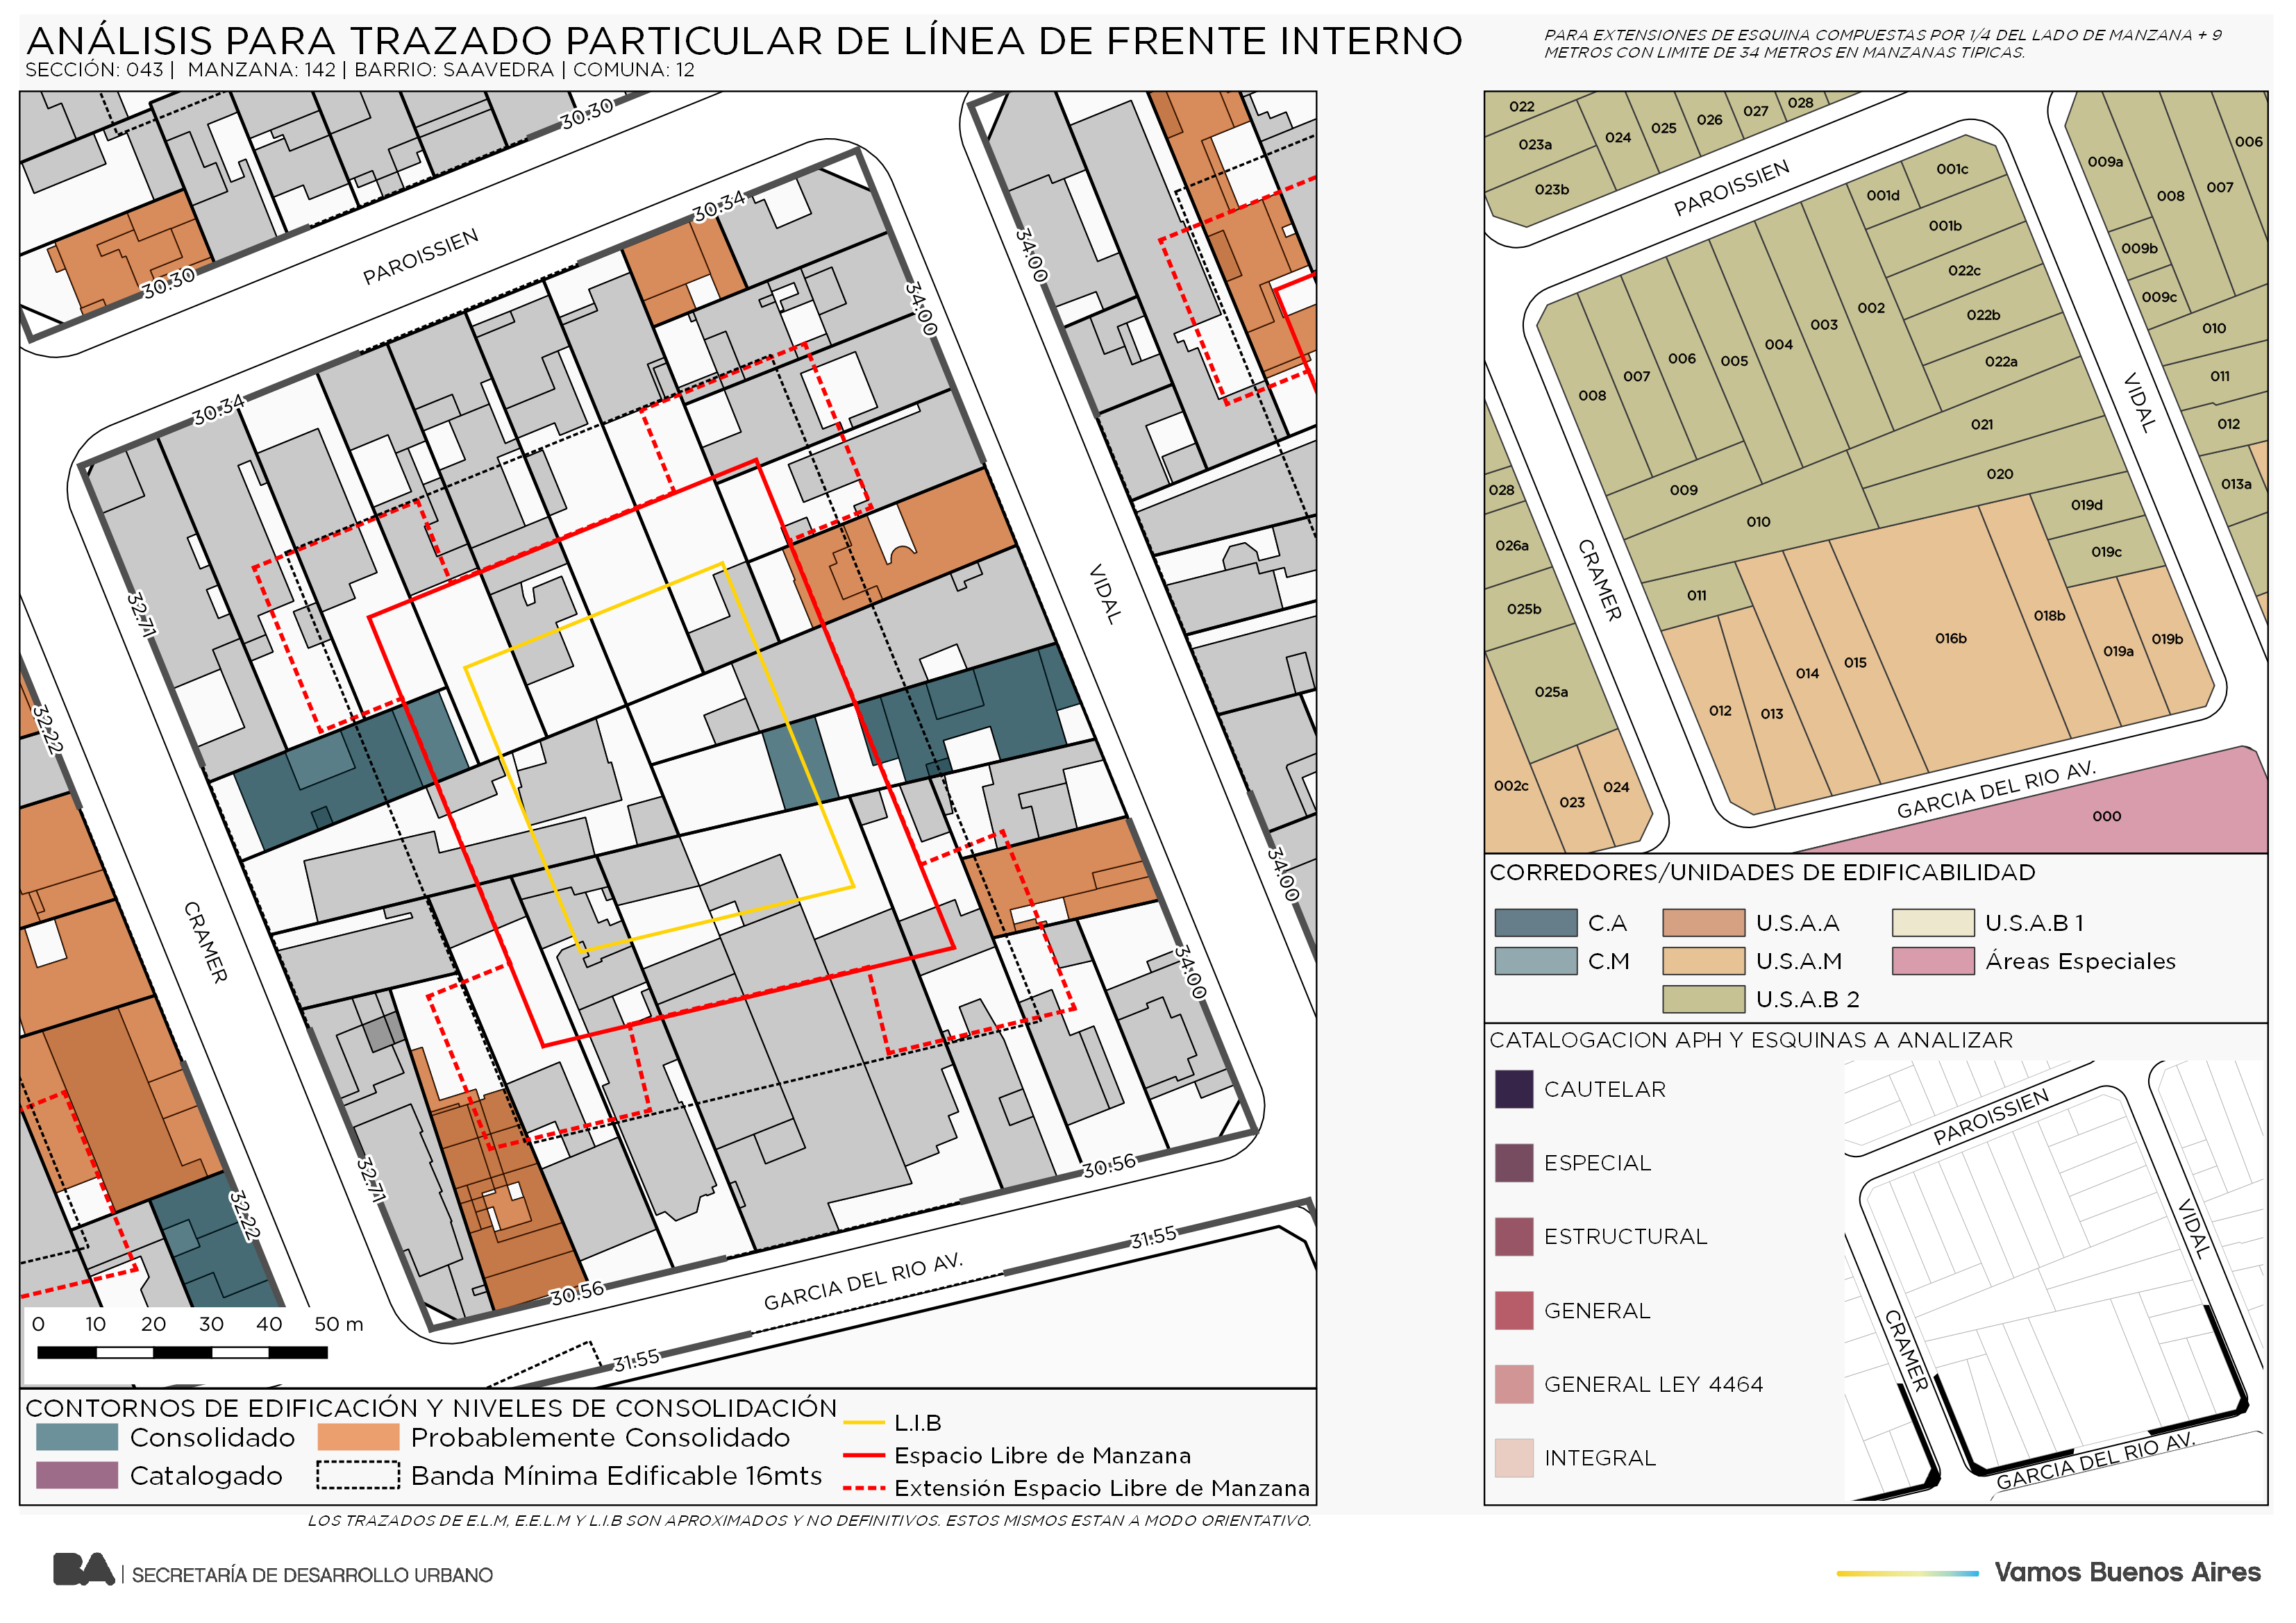 ANÁLISIS PARA TRAZADO PARTICULAR DE LÍNEA DE FRENTE INTERNO
SECCIÓN: 043 | MANZANA: 142 | BARRIO: SAAVEDRA | COMUNA: 12
PARA EXTENSIONES DE ESQUINA COMPUESTAS POR 1/4 DEL LADO DE MANZANA + 9
METROS CON LIMITE DE 34 METROS EN MANZANAS TIPICAS.
30.30
30.30
PAROISSIEN
30.34
30.34
34.00
34.00
32.71
32.22
VIDAL
CRAMER
34.00
34.00
32.71
32.22
30.56
30.56
GARCIA DEL RIO AV.
31.55
31.55
0 10 20 30 40 50 m
CONTORNOS DE EDIFICACIÓN Y NIVELES DE CONSOLIDACIÓN
Consolidado
Probablemente Consolidado
Catalogado
Banda Mínima Edificable 16mts
L.I.B
Espacio Libre de Manzana
Extensión Espacio Libre de Manzana
LOS TRAZADOS DE E.L.M, E.E.L.M Y L.I.B SON APROXIMADOS Y NO DEFINITIVOS. ESTOS MISMOS ESTAN A MODO ORIENTATIVO.
022
023a
023b
024
025
026
027
028
PAROISSIEN
001c
001d
001b
022c
022b
022a
002
003
004
005
006
007
008
009
010
021
020
019d
019c
011
012
013
014
015
016b
018b
019a
019b
009a
009b
009c
008
007
006
010
011
012
013a
VIDAL
CRAMER
028
026a
025b
025a
002c
023
024
GARCIA DEL RIO AV.
000
CORREDORES/UNIDADES DE EDIFICABILIDAD
C.A
C.M
U.S.A.A
U.S.A.M
U.S.A.B 2
U.S.A.B 1
Áreas Especiales
CATALOGACION APH Y ESQUINAS A ANALIZAR
CAUTELAR
ESPECIAL
ESTRUCTURAL
GENERAL
GENERAL LEY 4464
INTEGRAL
PAROISSIEN
VIDAL
CRAMER
GARCIA DEL RIO AV.
BA | SECRETARÍA DE DESARROLLO URBANO
Vamos Buenos Aires